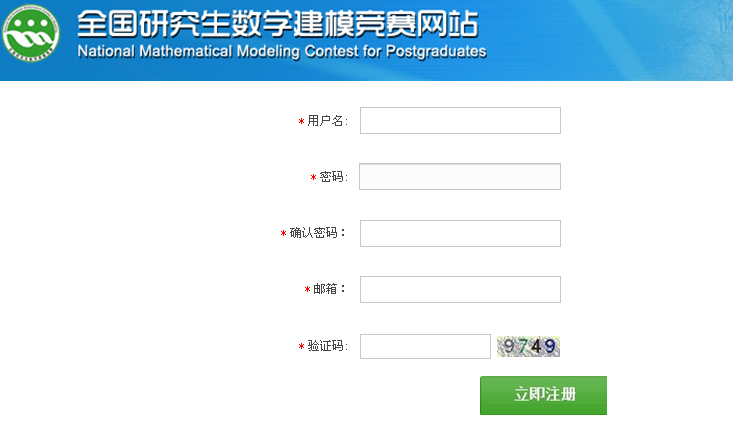 全国研究生数学建模竞赛网站
National Mathematical Modeling Contest for Postgraduates
* 用户名:
* 密码:
* 确认密码：
* 邮箱：
* 验证码: 9749
立即注册